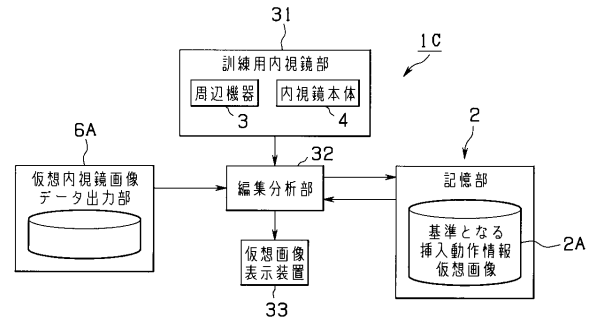 31
1C
訓練用内視鏡部
周辺機器
内視鏡本体
3
4
6A
仮想内視鏡画像
データ出力部
32
編集分析部
2
記憶部
基準となる
挿入動作情報
仮想画像
2A
仮想画像
表示装置
33